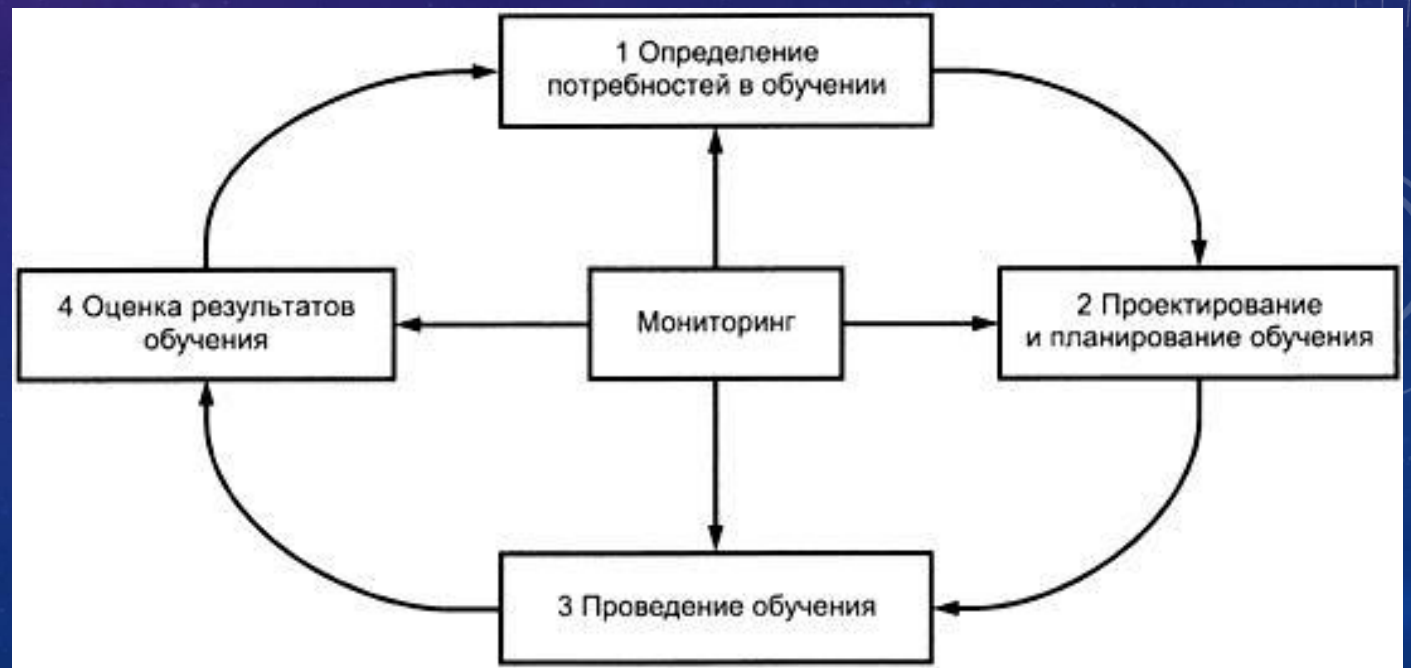 1 Определение
потребностей в обучении
4 Оценка результатов
обучения
Мониторинг
2 Проектирование
и планирование обучения
3 Проведение обучения